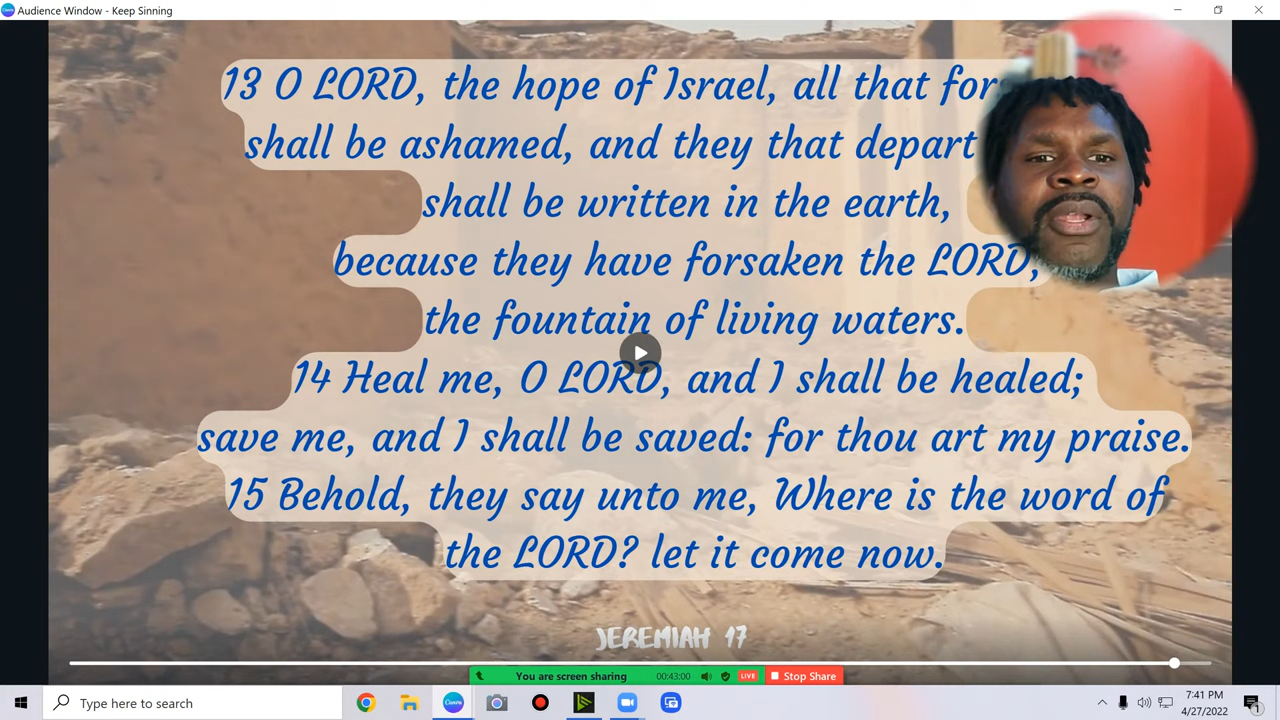 Audience Window - Keep Sinning
13 O LORD, the hope of Israel, all that
shall be ashamed, and they that depart
shall be written in the earth,
because they have forsaken the LORD,
the fountain of living waters.
14 Heal me, O LORD, and I shall be healed;
save me, and I shall be saved: for thou art my praise.
15 Behold, they say unto me, Where is the word of
the LORD? let it come now.
JEREMIAH 17
You are screen sharing 00:43:00 LIVE Stop Share
Type here to search
Canva
7:41 PM
4/27/2022
1